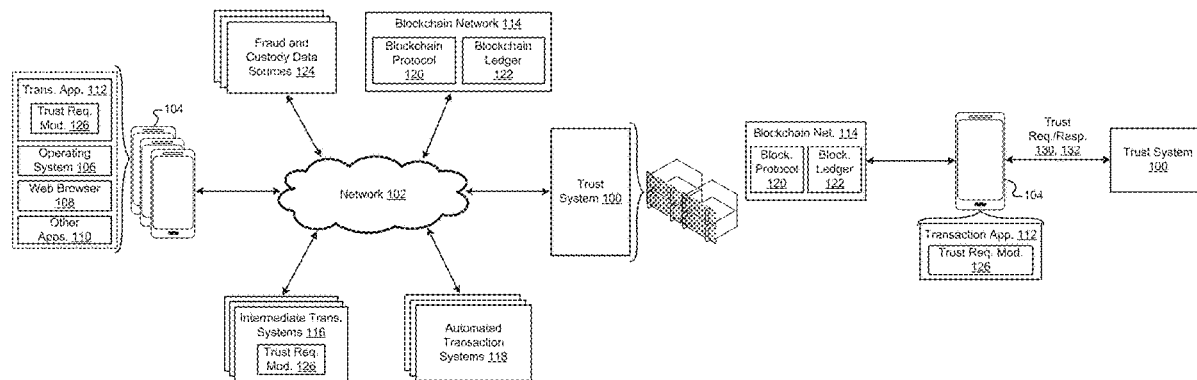 Trans. App. 112
Trust Req.
Mod. 126
Operating
System 106
Web Browser
108
Other
Apps. 110
104
Fraud and
Custody Data
Sources 124
Blockchain Network 114
Blockchain
Protocol
120
Blockchain
Ledger
122
Network 102
Intermediate Trans.
Systems 116
Trust Req.
Mod. 126
Automated
Transaction
Systems 118
Trust
System 100
Blockchain Net. 114
Block.
Protocol
120
Block.
Ledger
122
Trust
Req./Resp.
130, 132
104
Transaction App. 112
Trust Req. Mod.
126
Trust System
100